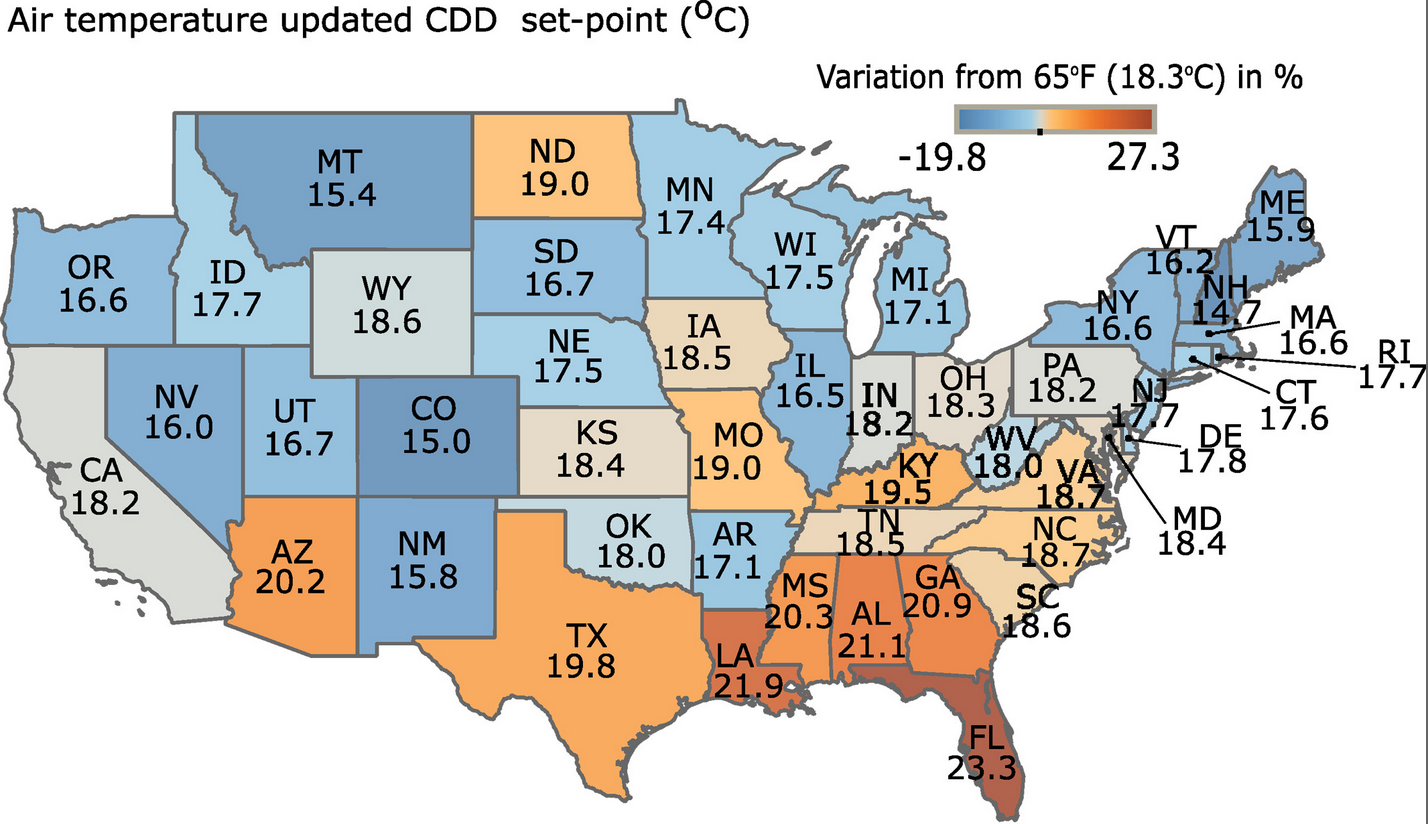 Air temperature updated CDD set-point (°C)
Variation from 65°F (18.3°C) in %
-19.8 27.3
MT
15.4
ND
19.0
MN
17.4
ME
15.9
OR
16.6
ID
17.7
WY
18.6
SD
16.7
WI
17.5
MI
17.1
VT
16.2
NH
14.7
NY
16.6
MA
16.6
RI
17.7
CT
17.6
NE
17.5
IA
18.5
IL
16.5
IN
18.2
OH
18.3
PA
18.2
NJ
17.7
DE
17.8
NV
16.0
UT
16.7
CO
15.0
KS
18.4
MO
19.0
KY
19.5
WV
18.0
VA
18.7
MD
18.4
CA
18.2
AZ
20.2
NM
15.8
OK
18.0
AR
17.1
TN
18.5
NC
18.7
SC
18.6
TX
19.8
LA
21.9
MS
20.3
AL
21.1
GA
20.9
FL
23.3